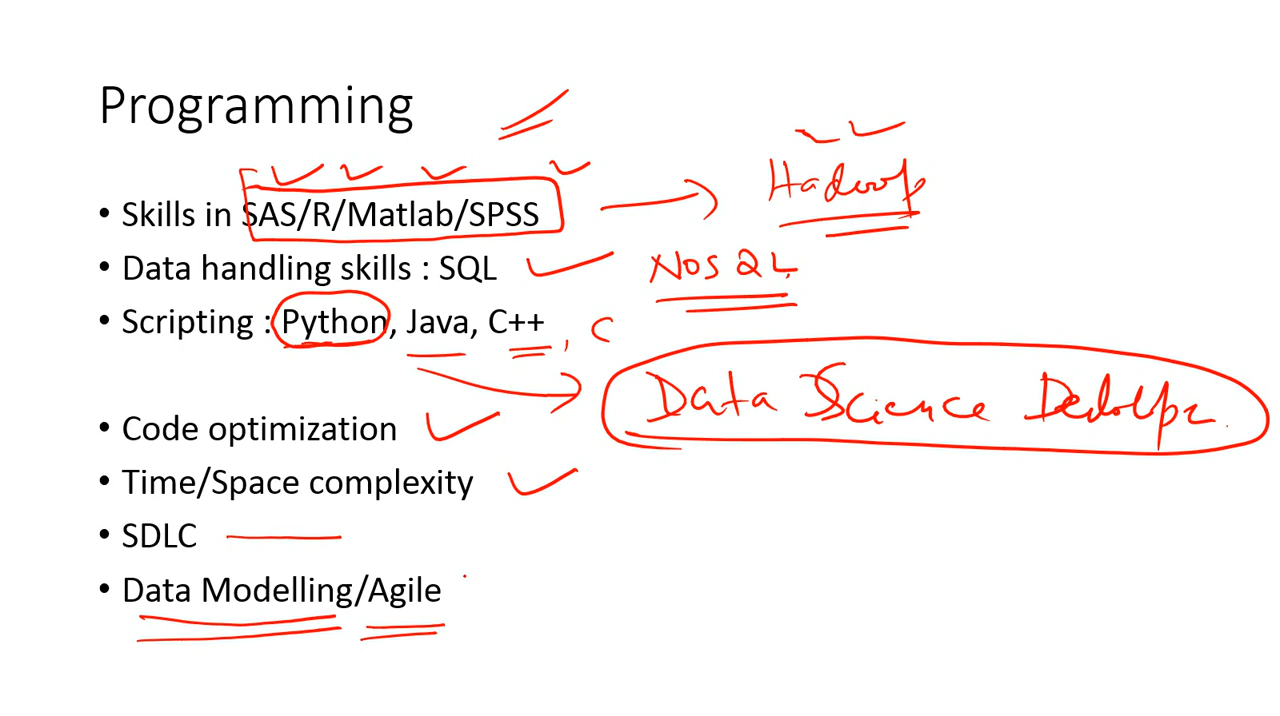 Programming
• Skills in SAS/R/Matlab/SPSS Hadoop
• Data handling skills : SQL NOSQL
• Scripting : Python, Java, C++ , C
Data Science
• Code optimization
• Time/Space complexity
• SDLC
• Data Modelling/Agile